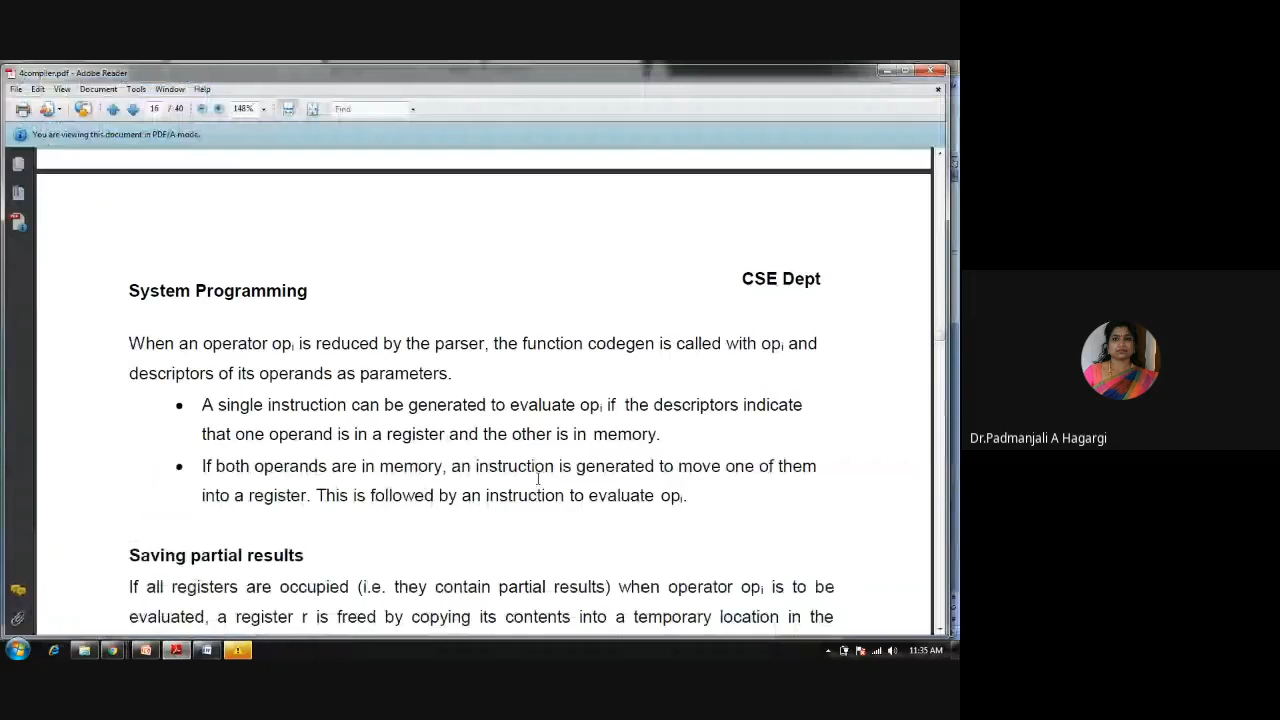 4compiler.pdf - Adobe Reader
File Edit View Document Tools Window Help
16 / 40 148% Find
You are viewing this document in PDF/A mode.
CSE Dept
System Programming
When an operator opᵢ is reduced by the parser, the function codegen is called with opᵢ and
descriptors of its operands as parameters.
• A single instruction can be generated to evaluate opᵢ if the descriptors indicate
that one operand is in a register and the other is in memory.
• If both operands are in memory, an instruction is generated to move one of them
into a register. This is followed by an instruction to evaluate opᵢ.
Saving partial results
If all registers are occupied (i.e. they contain partial results) when operator opᵢ is to be
evaluated, a register r is freed by copying its contents into a temporary location in the
Dr.Padmanjali A Hagargi
11:35 AM